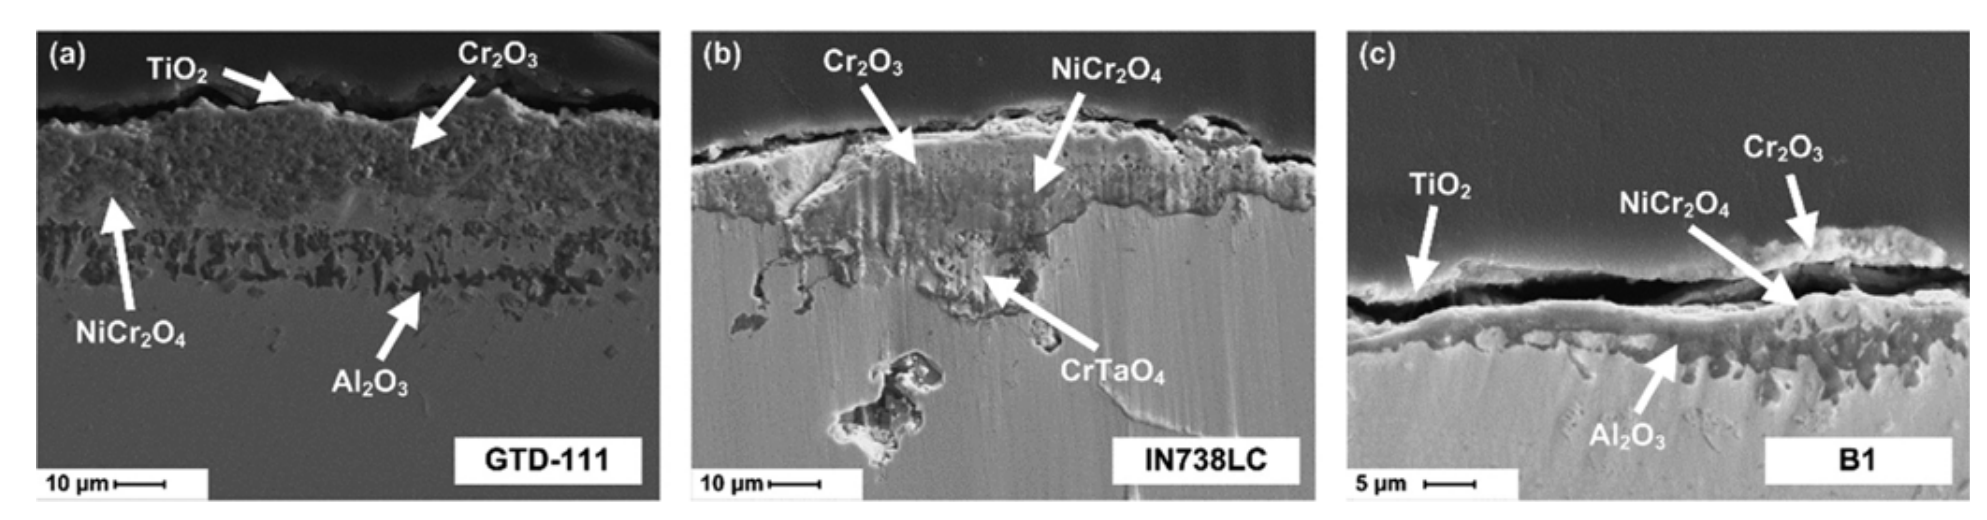 (a)
TiO₂
Cr₂O₃
NiCr₂O₄
Al₂O₃
GTD-111
10 µm
(b)
Cr₂O₃
NiCr₂O₄
CrTaO₄
IN738LC
10 µm
(c)
Cr₂O₃
TiO₂
NiCr₂O₄
Al₂O₃
B1
5 µm